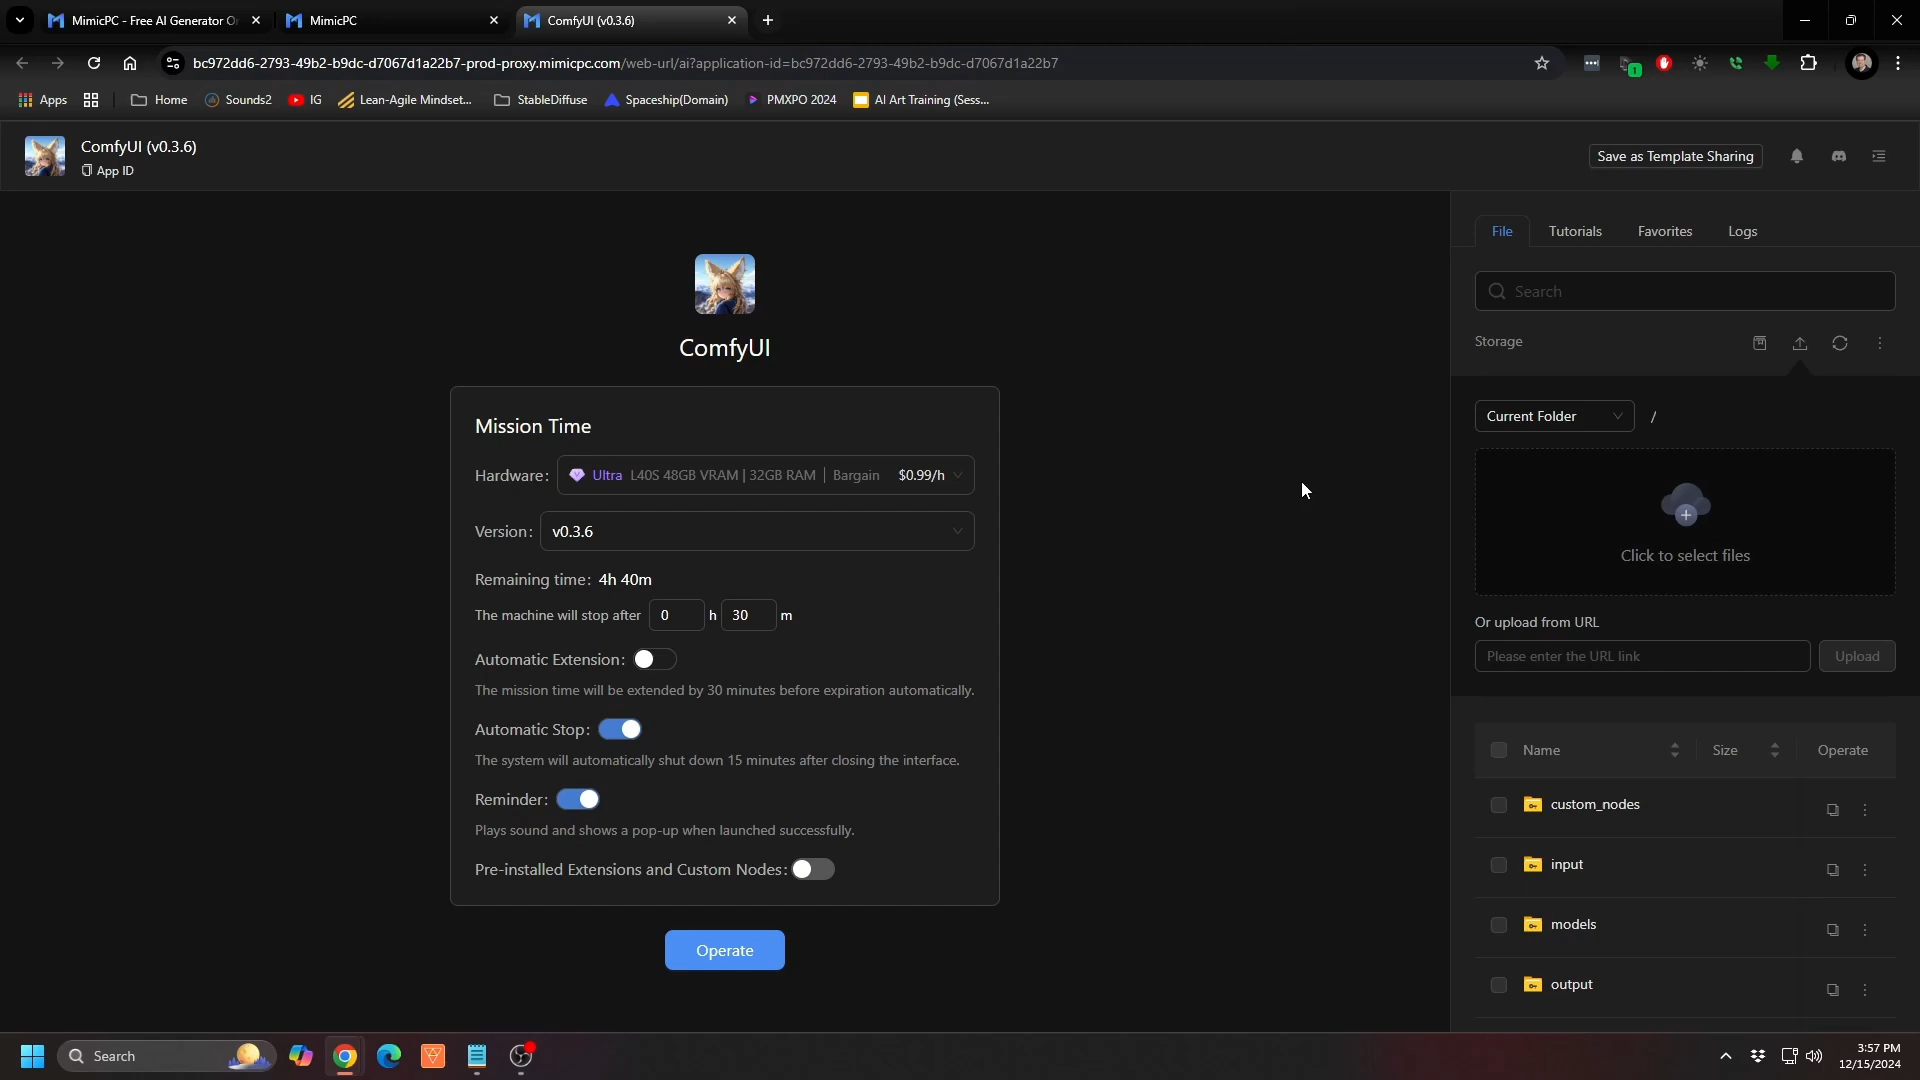 MimicPC - Free AI Generator O
MimicPC
ComfyUI (v0.3.6)
bc972dd6-2793-49b2-b9dc-d7067d1a22b7-prod-proxy.mimicpc.com/web-url/ai?application-id=bc972dd6-2793-49b2-b9dc-d7067d1a22b7
1
Apps
Home
Sounds2
IG
Lean-Agile Mindset...
StableDiffuse
Spaceship(Domain)
PMXPO 2024
AI Art Training (Sess...
ComfyUI (v0.3.6)
App ID
Save as Template Sharing
File
Tutorials
Favorites
Logs
Search
Storage
Current Folder
/
Click to select files
Or upload from URL
Please enter the URL link
Upload
Name
Size
Operate
custom_nodes
input
models
output
ComfyUI
Mission Time
Hardware: Ultra L40S 48GB VRAM | 32GB RAM | Bargain $0.99/h
Version: v0.3.6
Remaining time: 4h 40m
The machine will stop after 0 h 30 m
Automatic Extension:
The mission time will be extended by 30 minutes before expiration automatically.
Automatic Stop:
The system will automatically shut down 15 minutes after closing the interface.
Reminder:
Plays sound and shows a pop-up when launched successfully.
Pre-installed Extensions and Custom Nodes:
Operate
Search
3:57 PM
12/15/2024